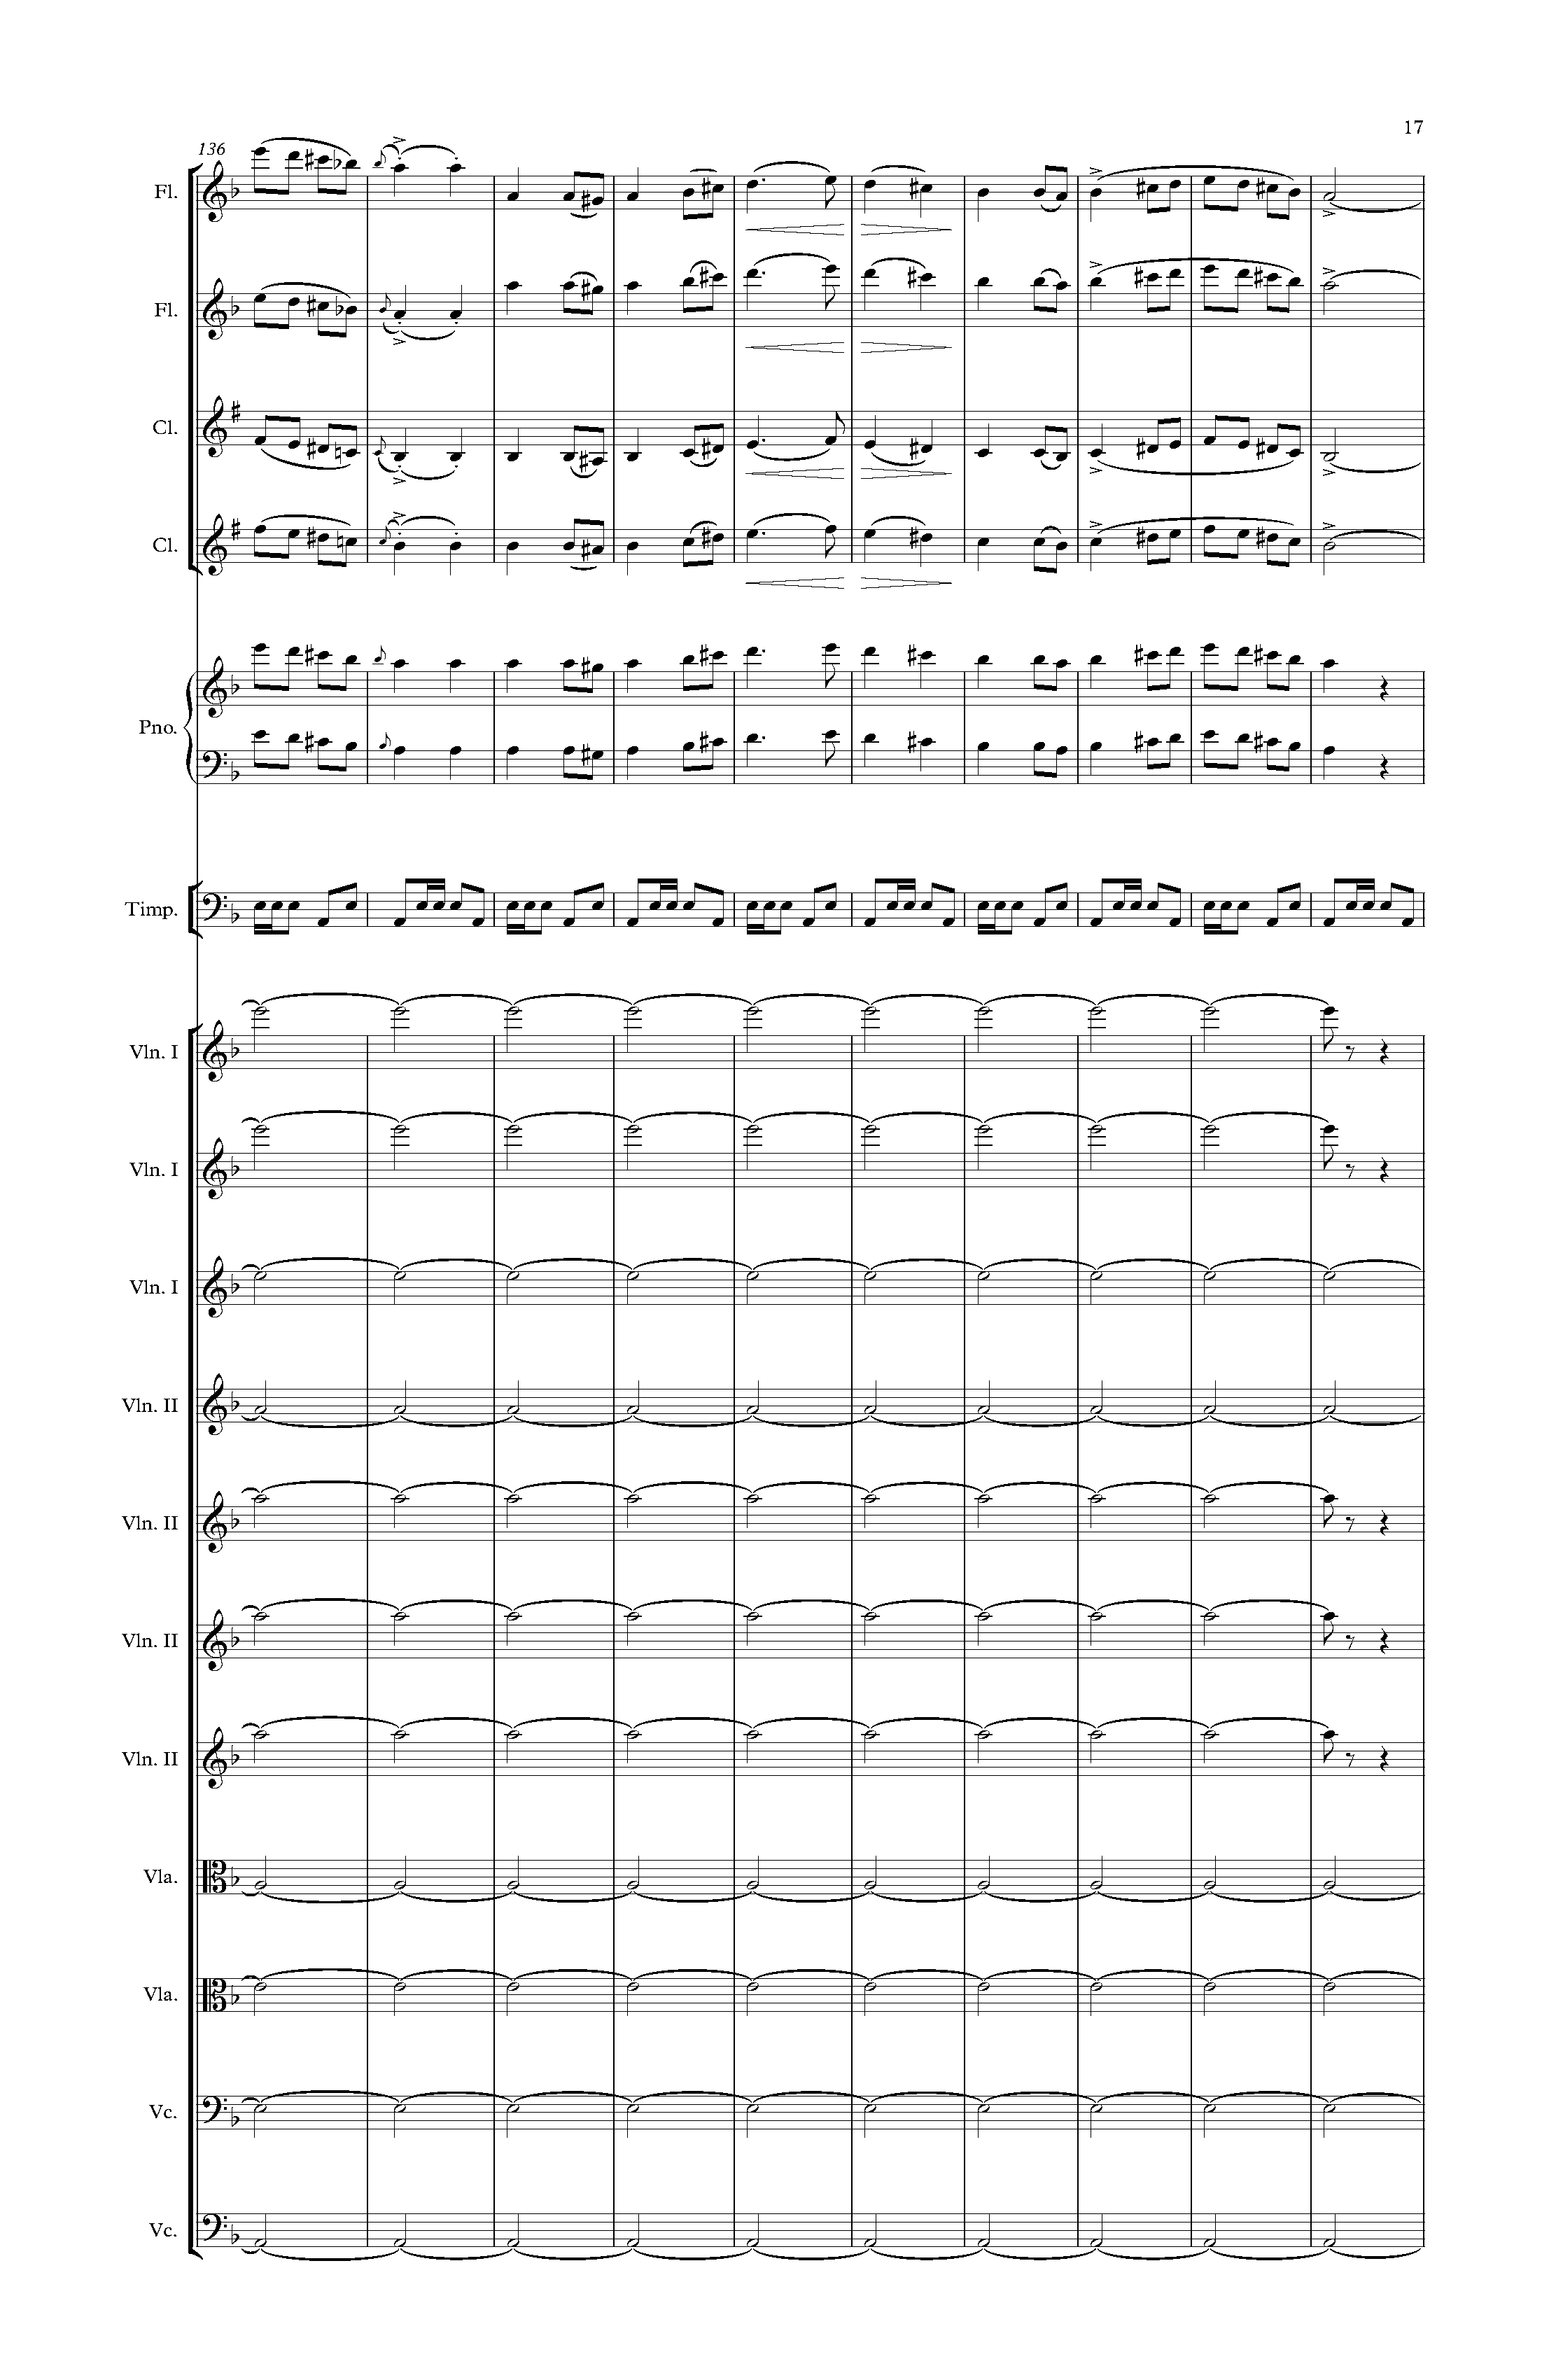 17
136
Fl.
Fl.
Cl.
Cl.
Pno.
Timp.
Vln. I
Vln. I
Vln. I
Vln. II
Vln. II
Vln. II
Vln. II
Vla.
Vla.
Vc.
Vc.